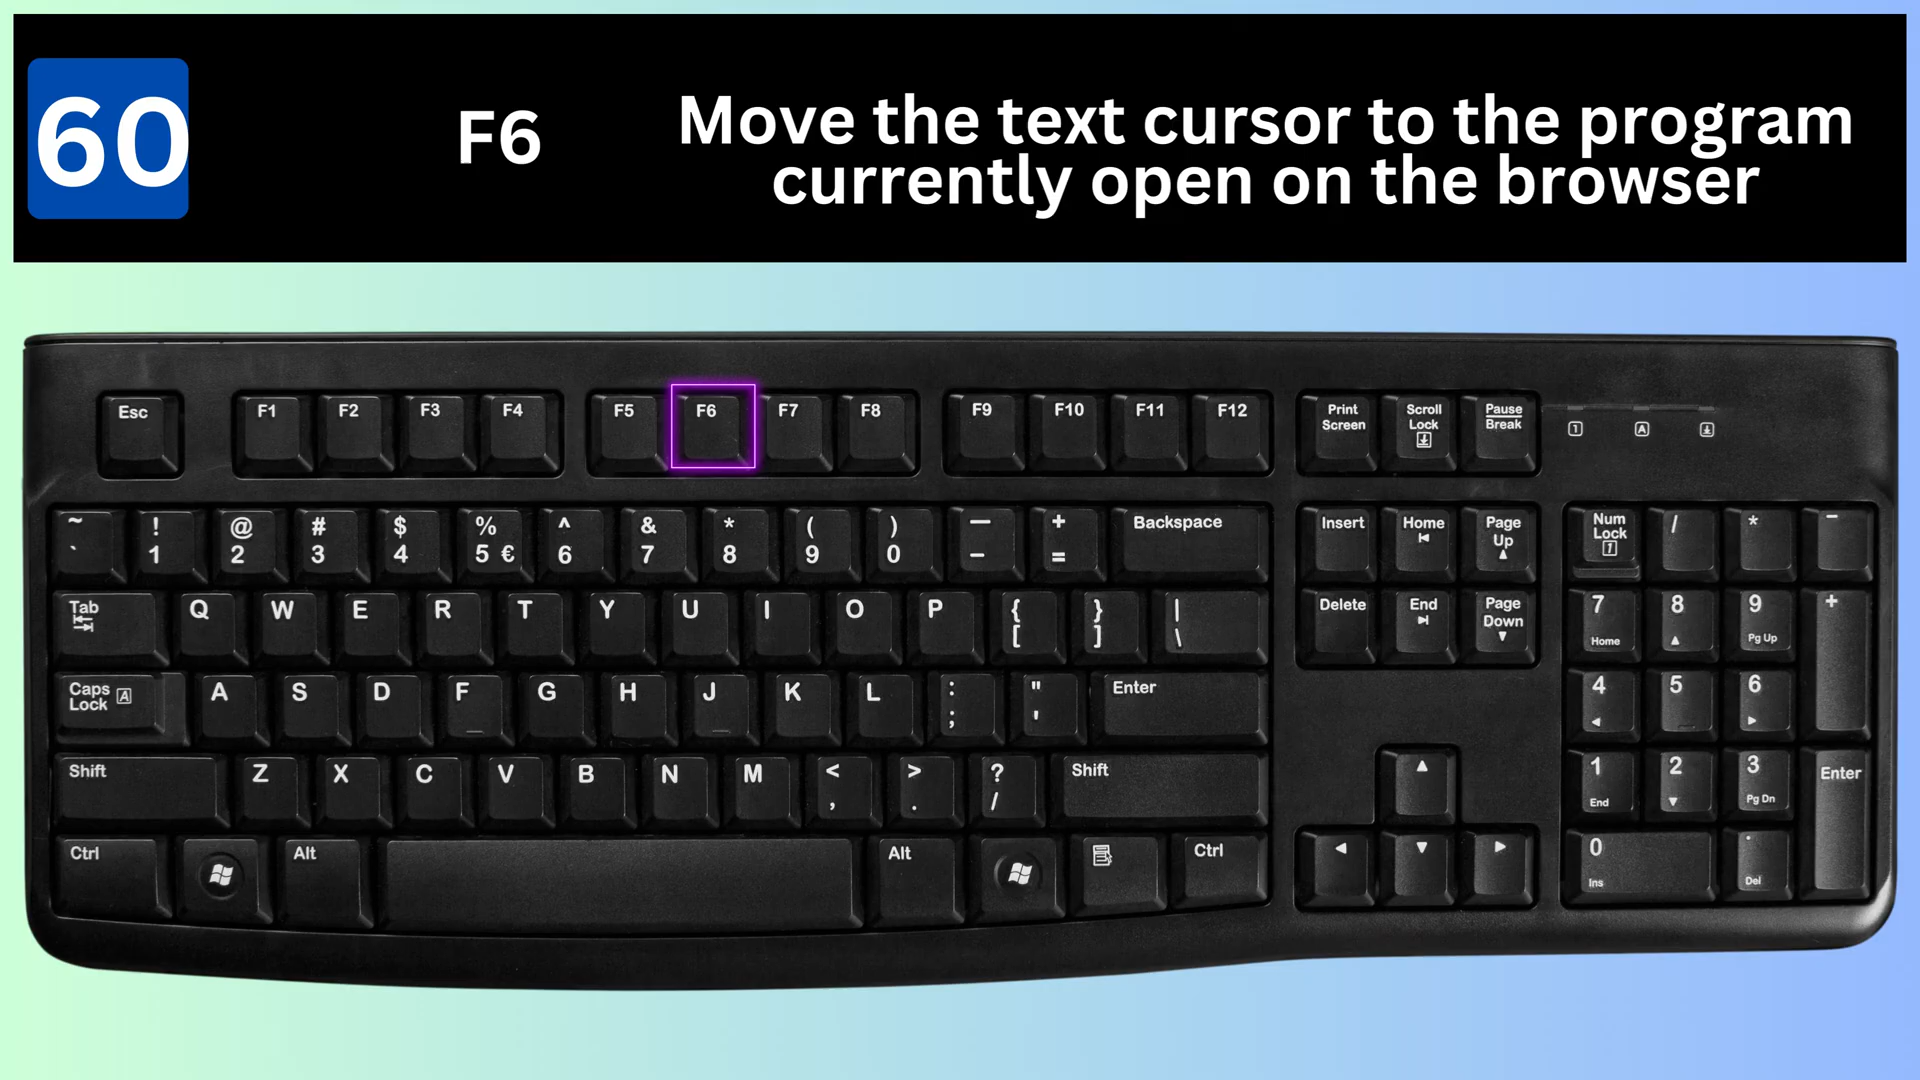 60
F6
Move the text cursor to the program
currently open on the browser
Esc F1 F2 F3 F4 F5 F6 F7 F8 F9 F10 F11 F12
Print Screen
Scroll Lock
Pause Break
1 A
~ ! @ # $ % ^ & * ( ) — +
` 1 2 3 4 5 € 6 7 8 9 0 – =
Backspace
Insert Home Page Up
Num Lock 1
/ * -
Tab Q W E R T Y U I O P { [ } ] | \
Delete End Page Down
7 Home 8 9 Pg Up +
Caps Lock A
A S D F G H J K L : ; " ' Enter
4 5 6
Shift Z X C V B N M < , > . ? / Shift
1 End 2 3 Pg Dn Enter
Ctrl Alt Alt Ctrl
0 Ins . Del